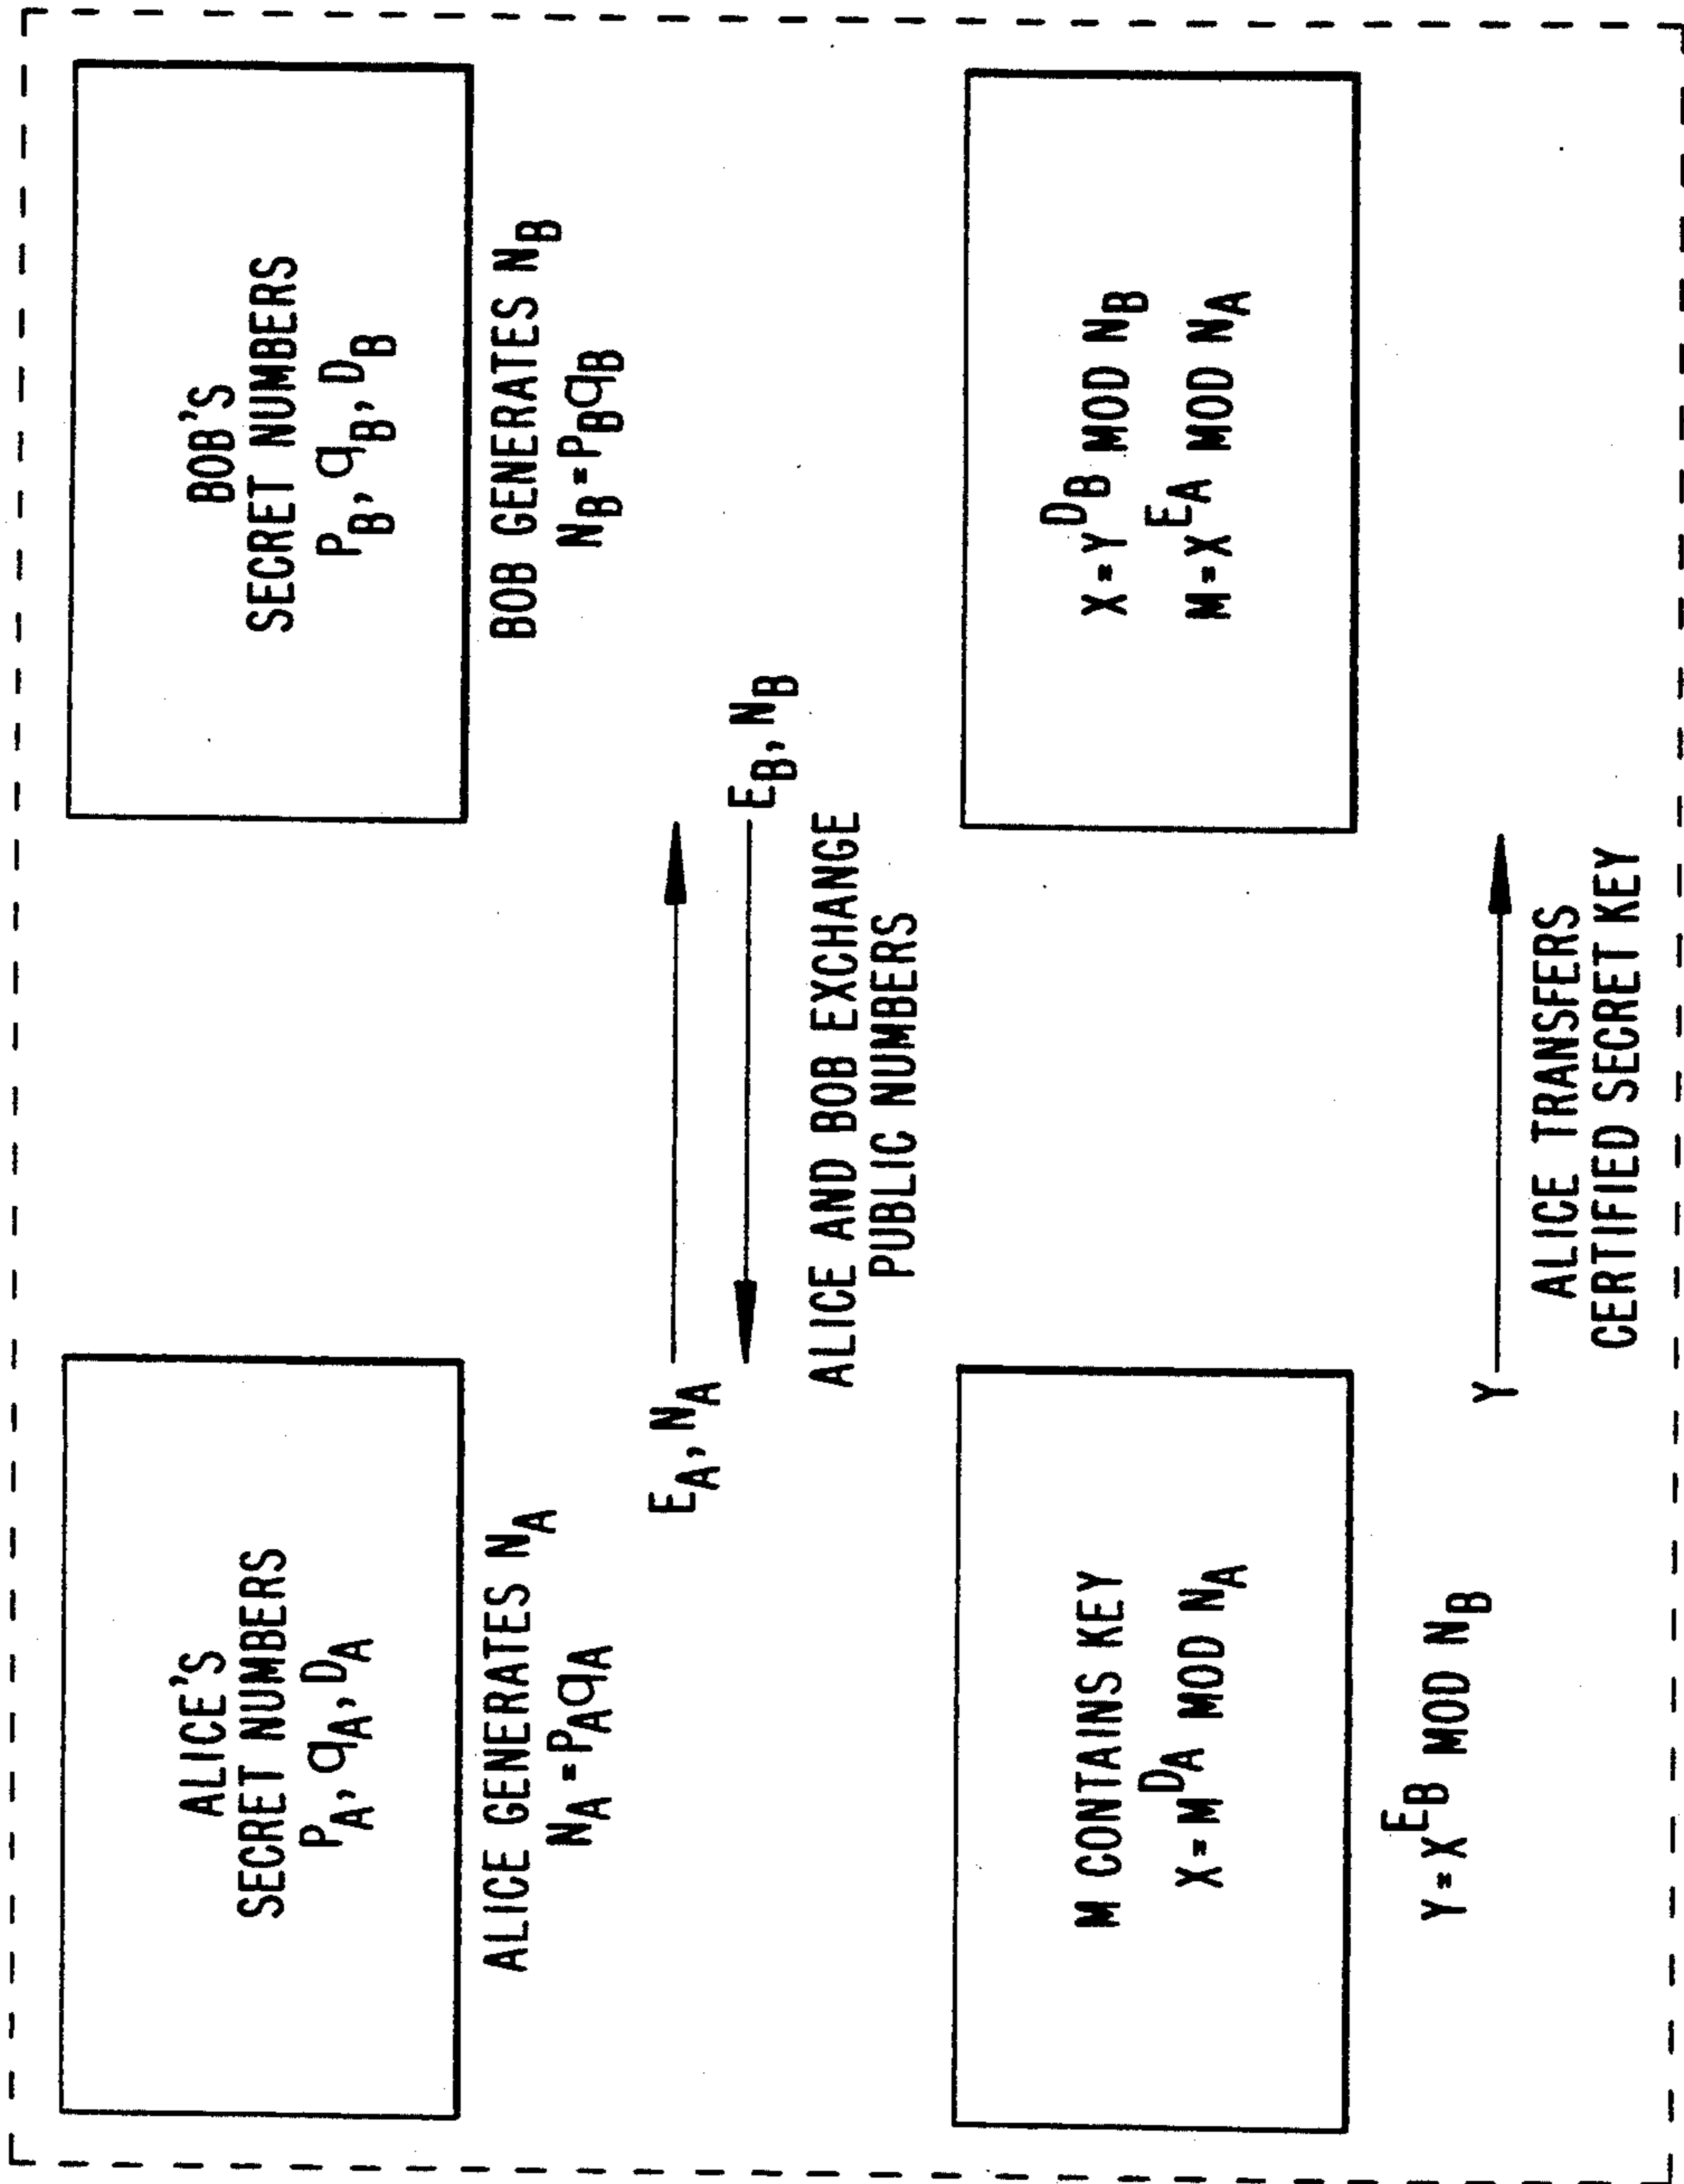 ALICE'S
SECRET NUMBERS
P_A, q_A, D_A
ALICE GENERATES N_A
N_A = P_A q_A
BOB'S
SECRET NUMBERS
P_B, q_B, D_B
BOB GENERATES N_B
N_B = P_B q_B
E_A, N_A
E_B, N_B
ALICE AND BOB EXCHANGE
PUBLIC NUMBERS
M CONTAINS KEY
X = M^D_A MOD N_A
Y = X^E_B MOD N_B
X = Y^D_B MOD N_B
M = X^E_A MOD N_A
Y
ALICE TRANSFERS
CERTIFIED SECRET KEY